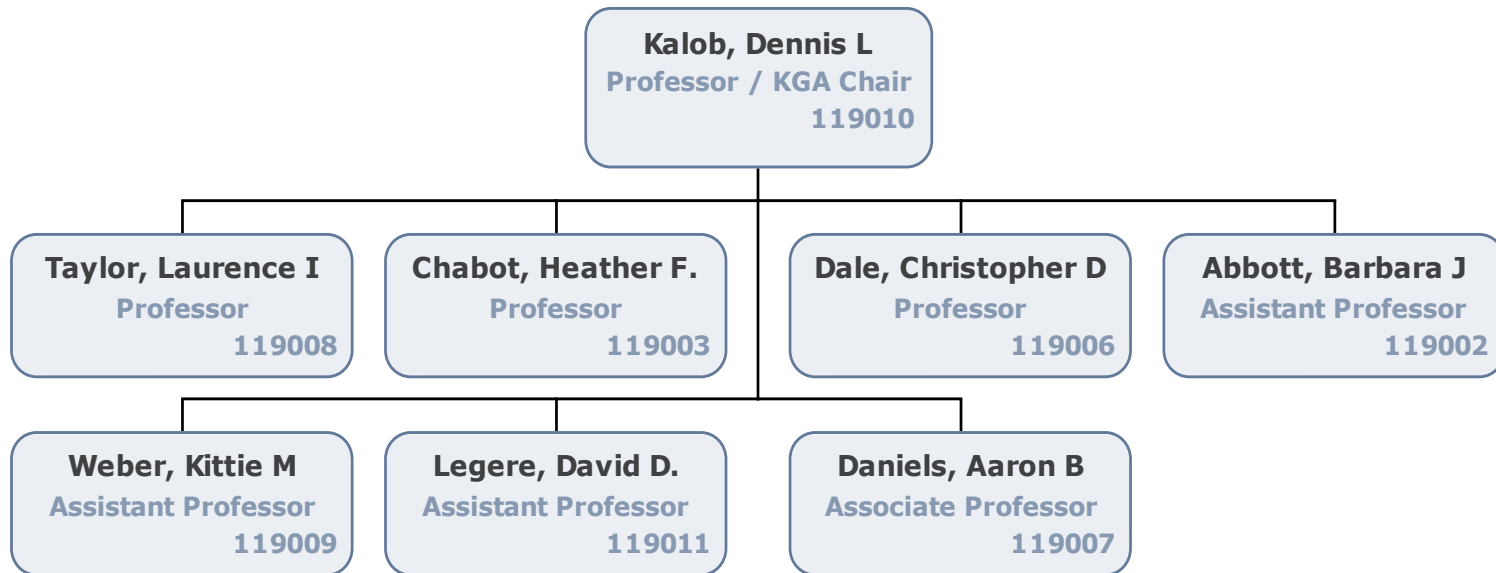 Kalob, Dennis L
Professor / KGA Chair
119010
Taylor, Laurence I
Professor
119008
Chabot, Heather F.
Professor
119003
Dale, Christopher D
Professor
119006
Abbott, Barbara J
Assistant Professor
119002
Weber, Kittie M
Assistant Professor
119009
Legere, David D.
Assistant Professor
119011
Daniels, Aaron B
Associate Professor
119007